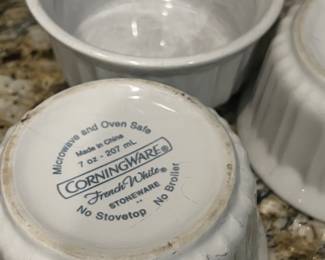 Microwave and Oven Safe
Made in China
7 oz - 207 mL
CORNINGWARE®
French White®
STONEWARE
No Stovetop No Broiler